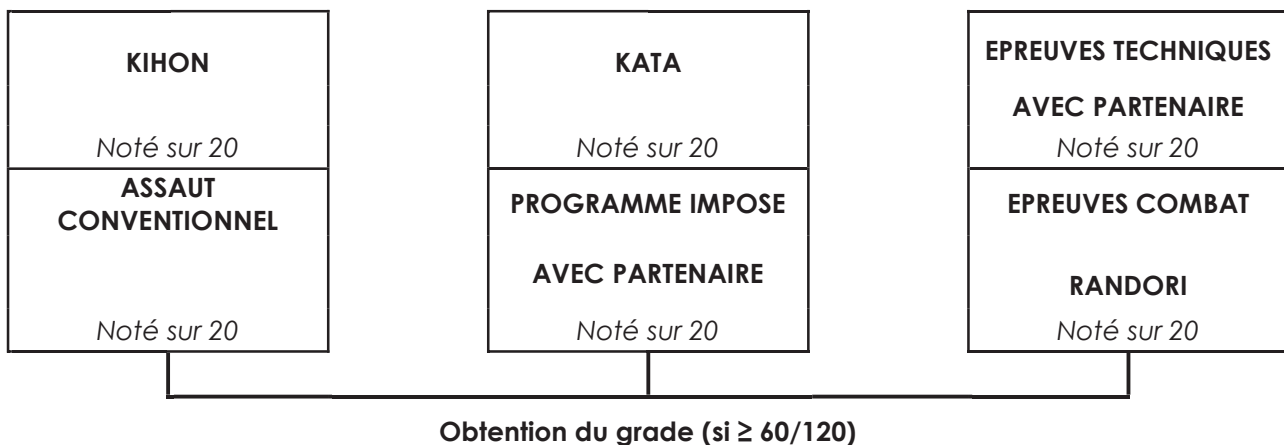 KIHON
Noté sur 20
ASSAUT
CONVENTIONNEL
Noté sur 20
KATA
Noté sur 20
PROGRAMME IMPOSE
AVEC PARTENAIRE
Noté sur 20
EPREUVES TECHNIQUES
AVEC PARTENAIRE
Noté sur 20
EPREUVES COMBAT
RANDORI
Noté sur 20
Obtention du grade (si ≥ 60/120)